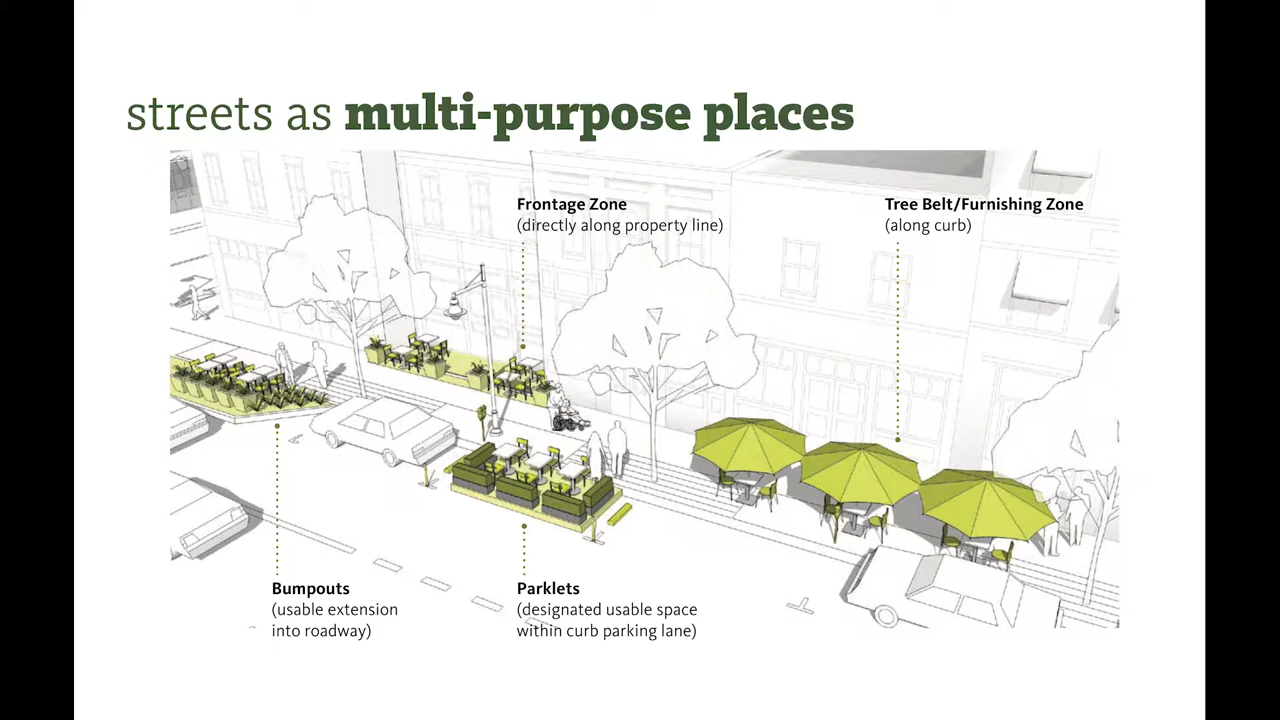 streets as multi-purpose places
Frontage Zone
(directly along property line)
Tree Belt/Furnishing Zone
(along curb)
Bumpouts
(usable extension
into roadway)
Parklets
(designated usable space
within curb parking lane)